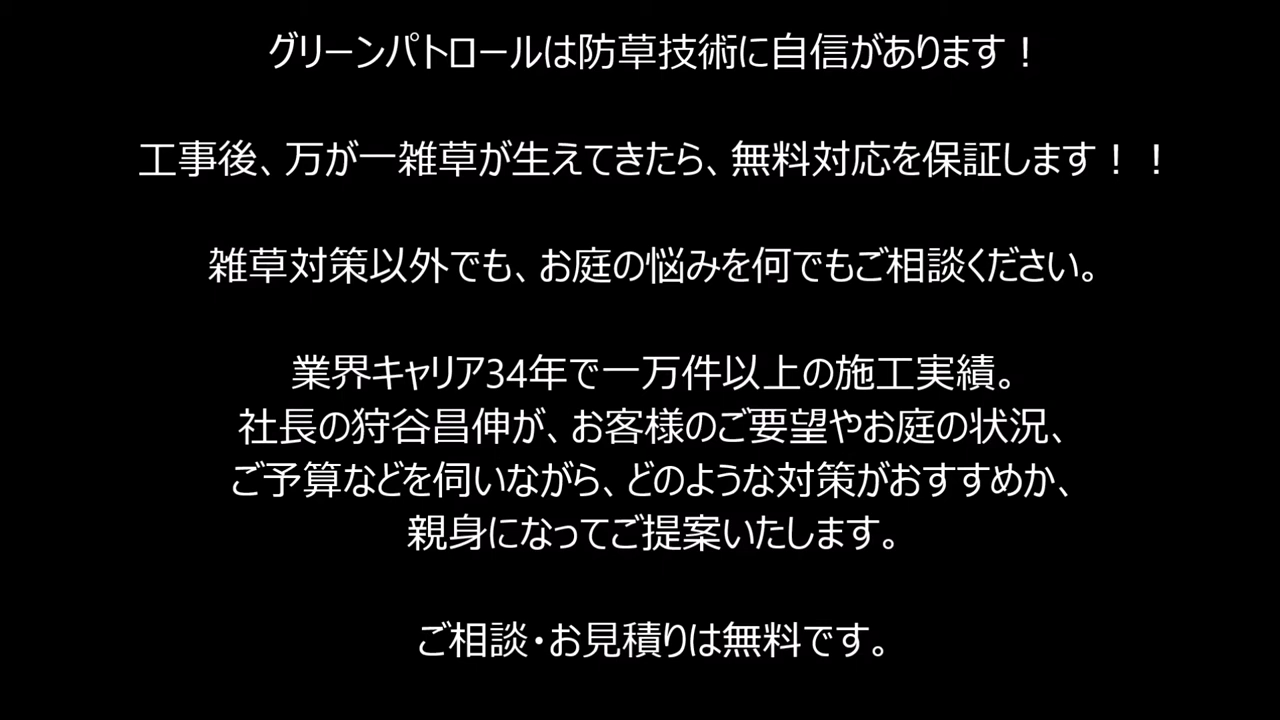 グリーンパトロールは防草技術に自信があります！
工事後、万が一雑草が生えてきたら、無料対応を保証します！！
雑草対策以外でも、お庭の悩みを何でもご相談ください。
業界キャリア34年で一万件以上の施工実績。
社長の狩谷昌伸が、お客様のご要望やお庭の状況、
ご予算などを伺いながら、どのような対策がおすすめか、
親身になってご提案いたします。
ご相談・お見積りは無料です。